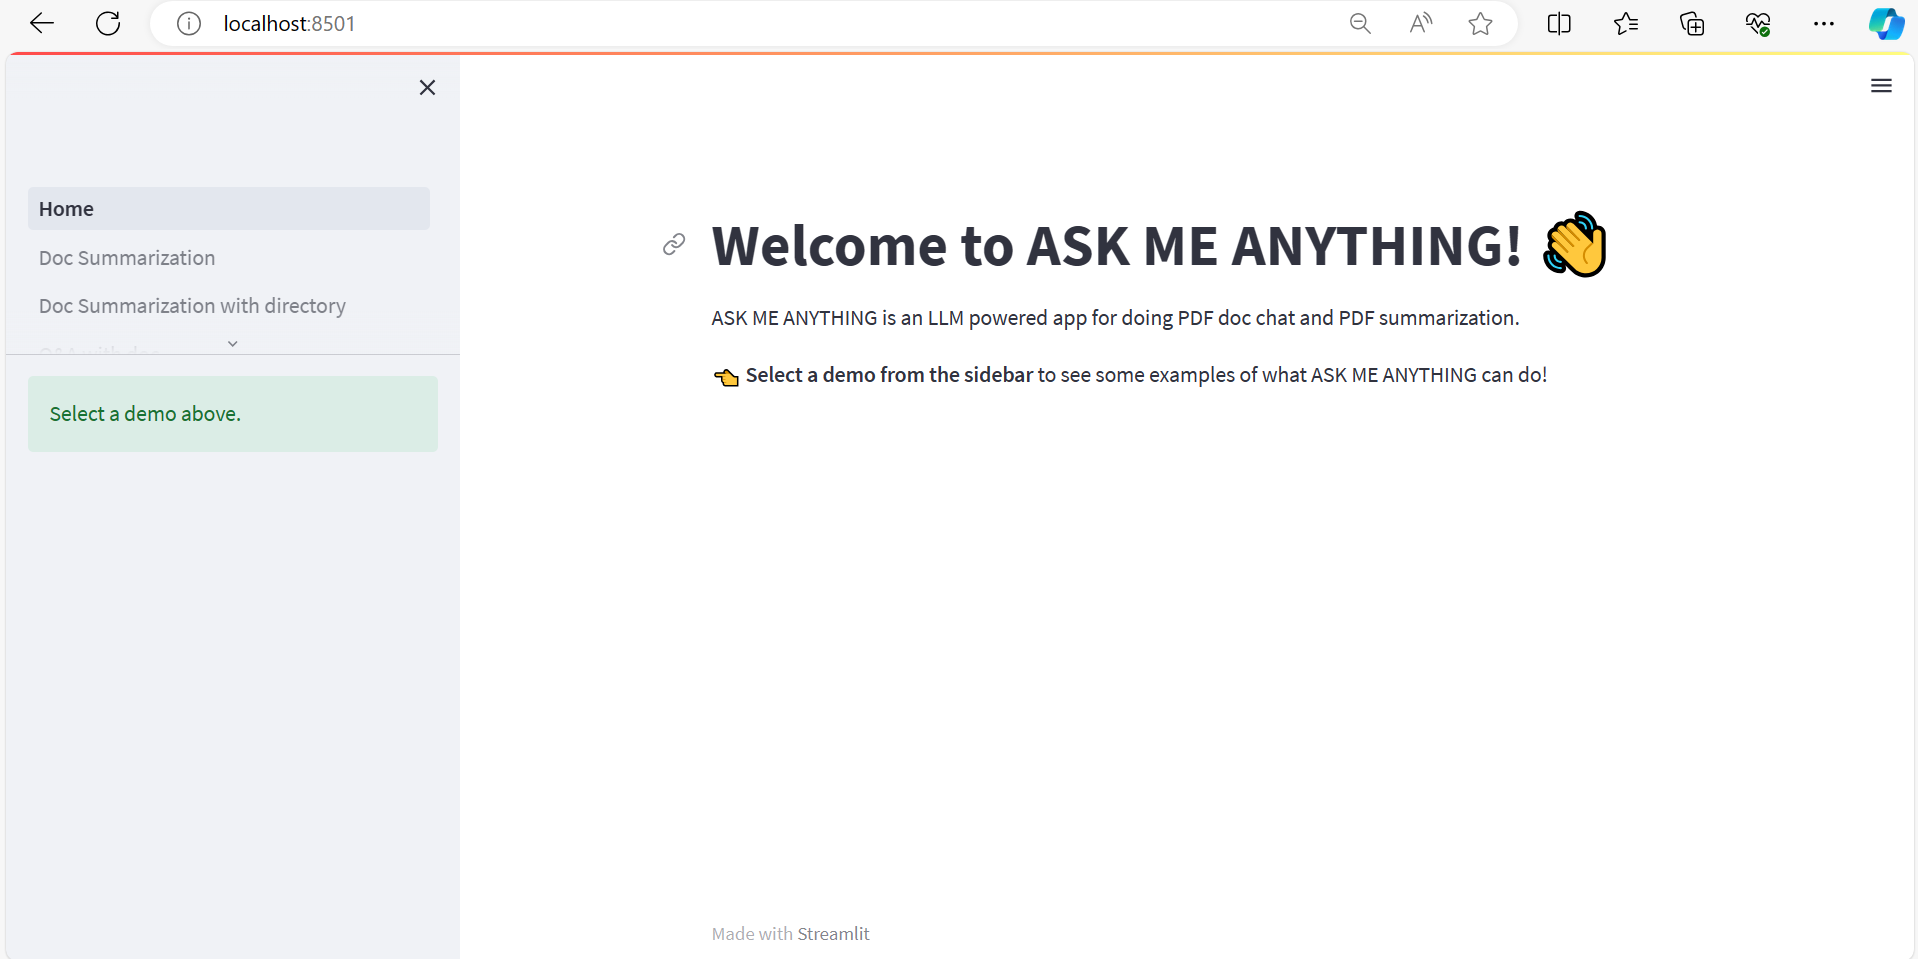 localhost:8501
Home
Doc Summarization
Doc Summarization with directory
Select a demo above.
Welcome to ASK ME ANYTHING! 👋
ASK ME ANYTHING is an LLM powered app for doing PDF doc chat and PDF summarization.
👈 Select a demo from the sidebar to see some examples of what ASK ME ANYTHING can do!
Made with Streamlit